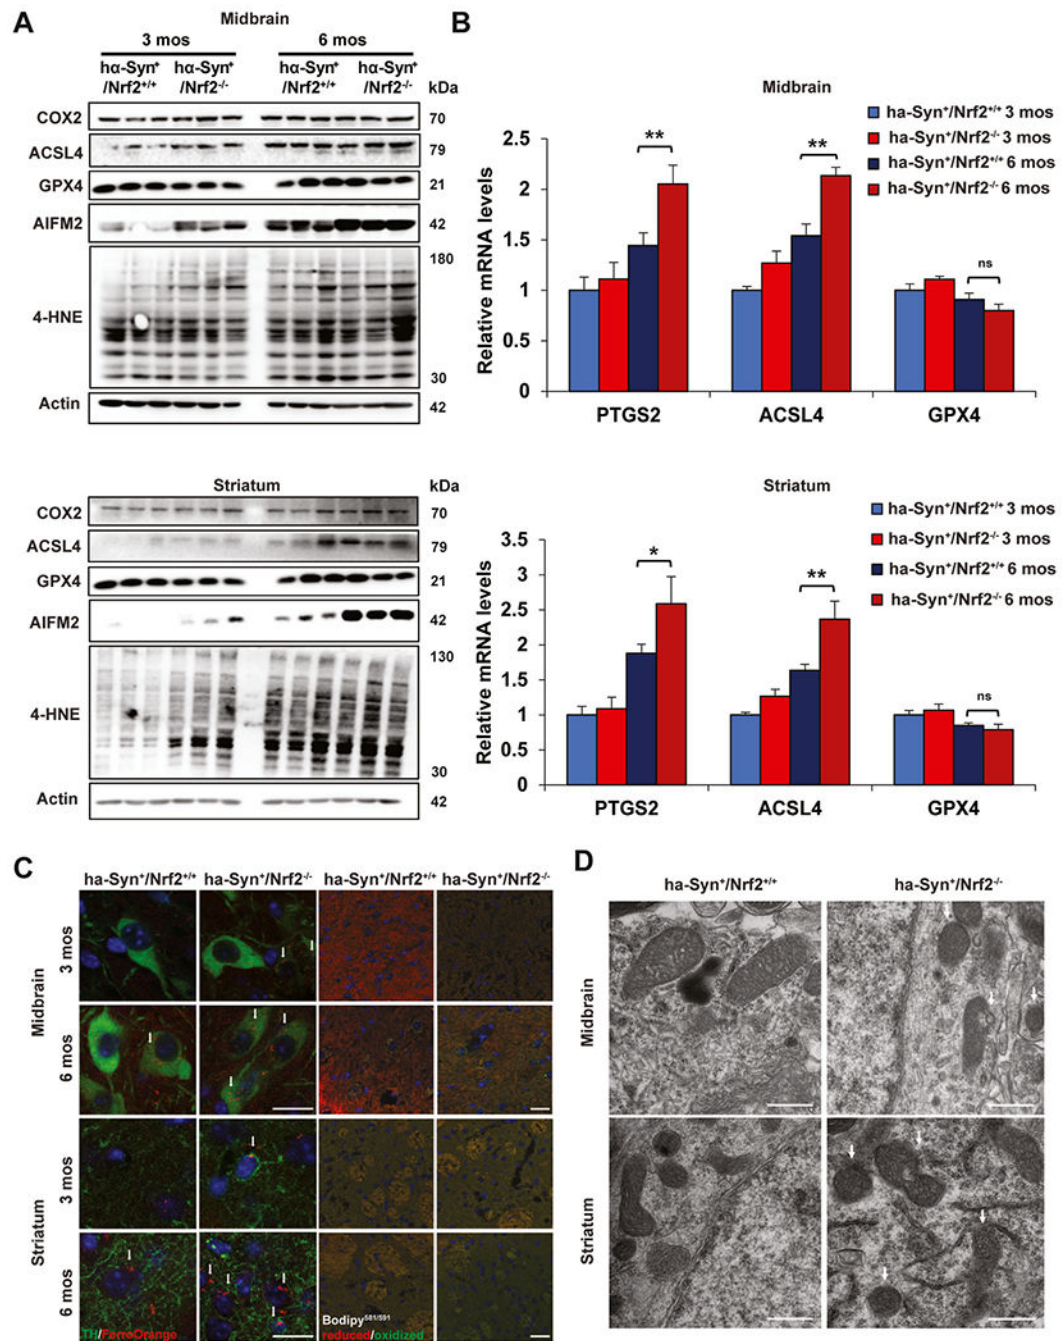 A
Midbrain
3 mos 6 mos
hα-Syn⁺ hα-Syn⁺ hα-Syn⁺ hα-Syn⁺
/Nrf2⁺/⁺ /Nrf2⁻/⁻ /Nrf2⁺/⁺ /Nrf2⁻/⁻ kDa
COX2 70
ACSL4 79
GPX4 21
AIFM2 42
180
4-HNE
30
Actin 42
Striatum kDa
COX2 70
ACSL4 79
GPX4 21
AIFM2 42
130
4-HNE
30
Actin 42
B
Midbrain
ha-Syn⁺/Nrf2⁺/⁺ 3 mos
ha-Syn⁺/Nrf2⁻/⁻ 3 mos
ha-Syn⁺/Nrf2⁺/⁺ 6 mos
ha-Syn⁺/Nrf2⁻/⁻ 6 mos
Relative mRNA levels
2.5
2
1.5
1
0.5
0
** ** ns
PTGS2 ACSL4 GPX4
Striatum
ha-Syn⁺/Nrf2⁺/⁺ 3 mos
ha-Syn⁺/Nrf2⁻/⁻ 3 mos
ha-Syn⁺/Nrf2⁺/⁺ 6 mos
ha-Syn⁺/Nrf2⁻/⁻ 6 mos
Relative mRNA levels
3.5
3
2.5
2
1.5
1
0.5
0
* ** ns
PTGS2 ACSL4 GPX4
C
ha-Syn⁺/Nrf2⁺/⁺ ha-Syn⁺/Nrf2⁻/⁻ ha-Syn⁺/Nrf2⁺/⁺ ha-Syn⁺/Nrf2⁻/⁻
Midbrain
3 mos
6 mos
Striatum
3 mos
6 mos
TH/FerroOrange
Bodipy⁵⁸¹/⁵⁹¹
reduced/oxidized
D
ha-Syn⁺/Nrf2⁺/⁺ ha-Syn⁺/Nrf2⁻/⁻
Midbrain
Striatum